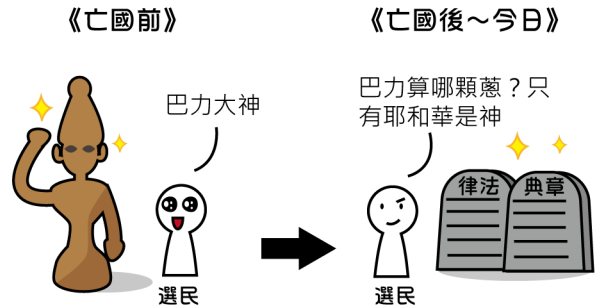 《亡國前》
巴力大神
選民
《亡國後～今日》
巴力算哪顆蔥？只
有耶和華是神
律法
典章
選民